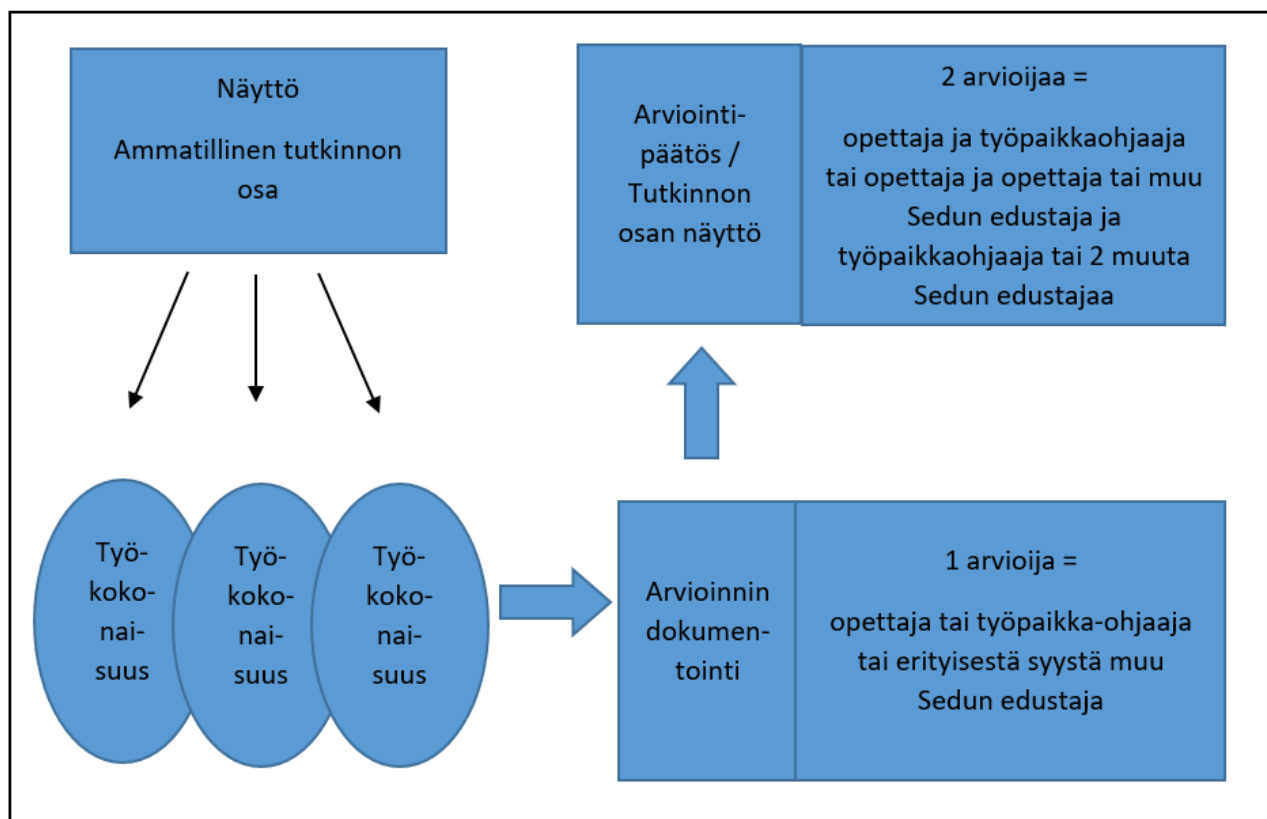 Näyttö
Ammatillinen tutkinnon
osa
Arviointi-
päätös /
Tutkinnon
osan näyttö
2 arvioijaa =
opettaja ja työpaikkaohjaaja
tai opettaja ja opettaja tai muu
Sedun edustaja ja
työpaikkaohjaaja tai 2 muuta
Sedun edustajaa
Työ-
koko-
nai-
suus
Työ-
koko-
nai-
suus
Työ-
koko-
nai-
suus
Arvioinnin
dokumen-
tointi
1 arvioija =
opettaja tai työpaikka-ohjaaja
tai erityisestä syystä muu
Sedun edustaja